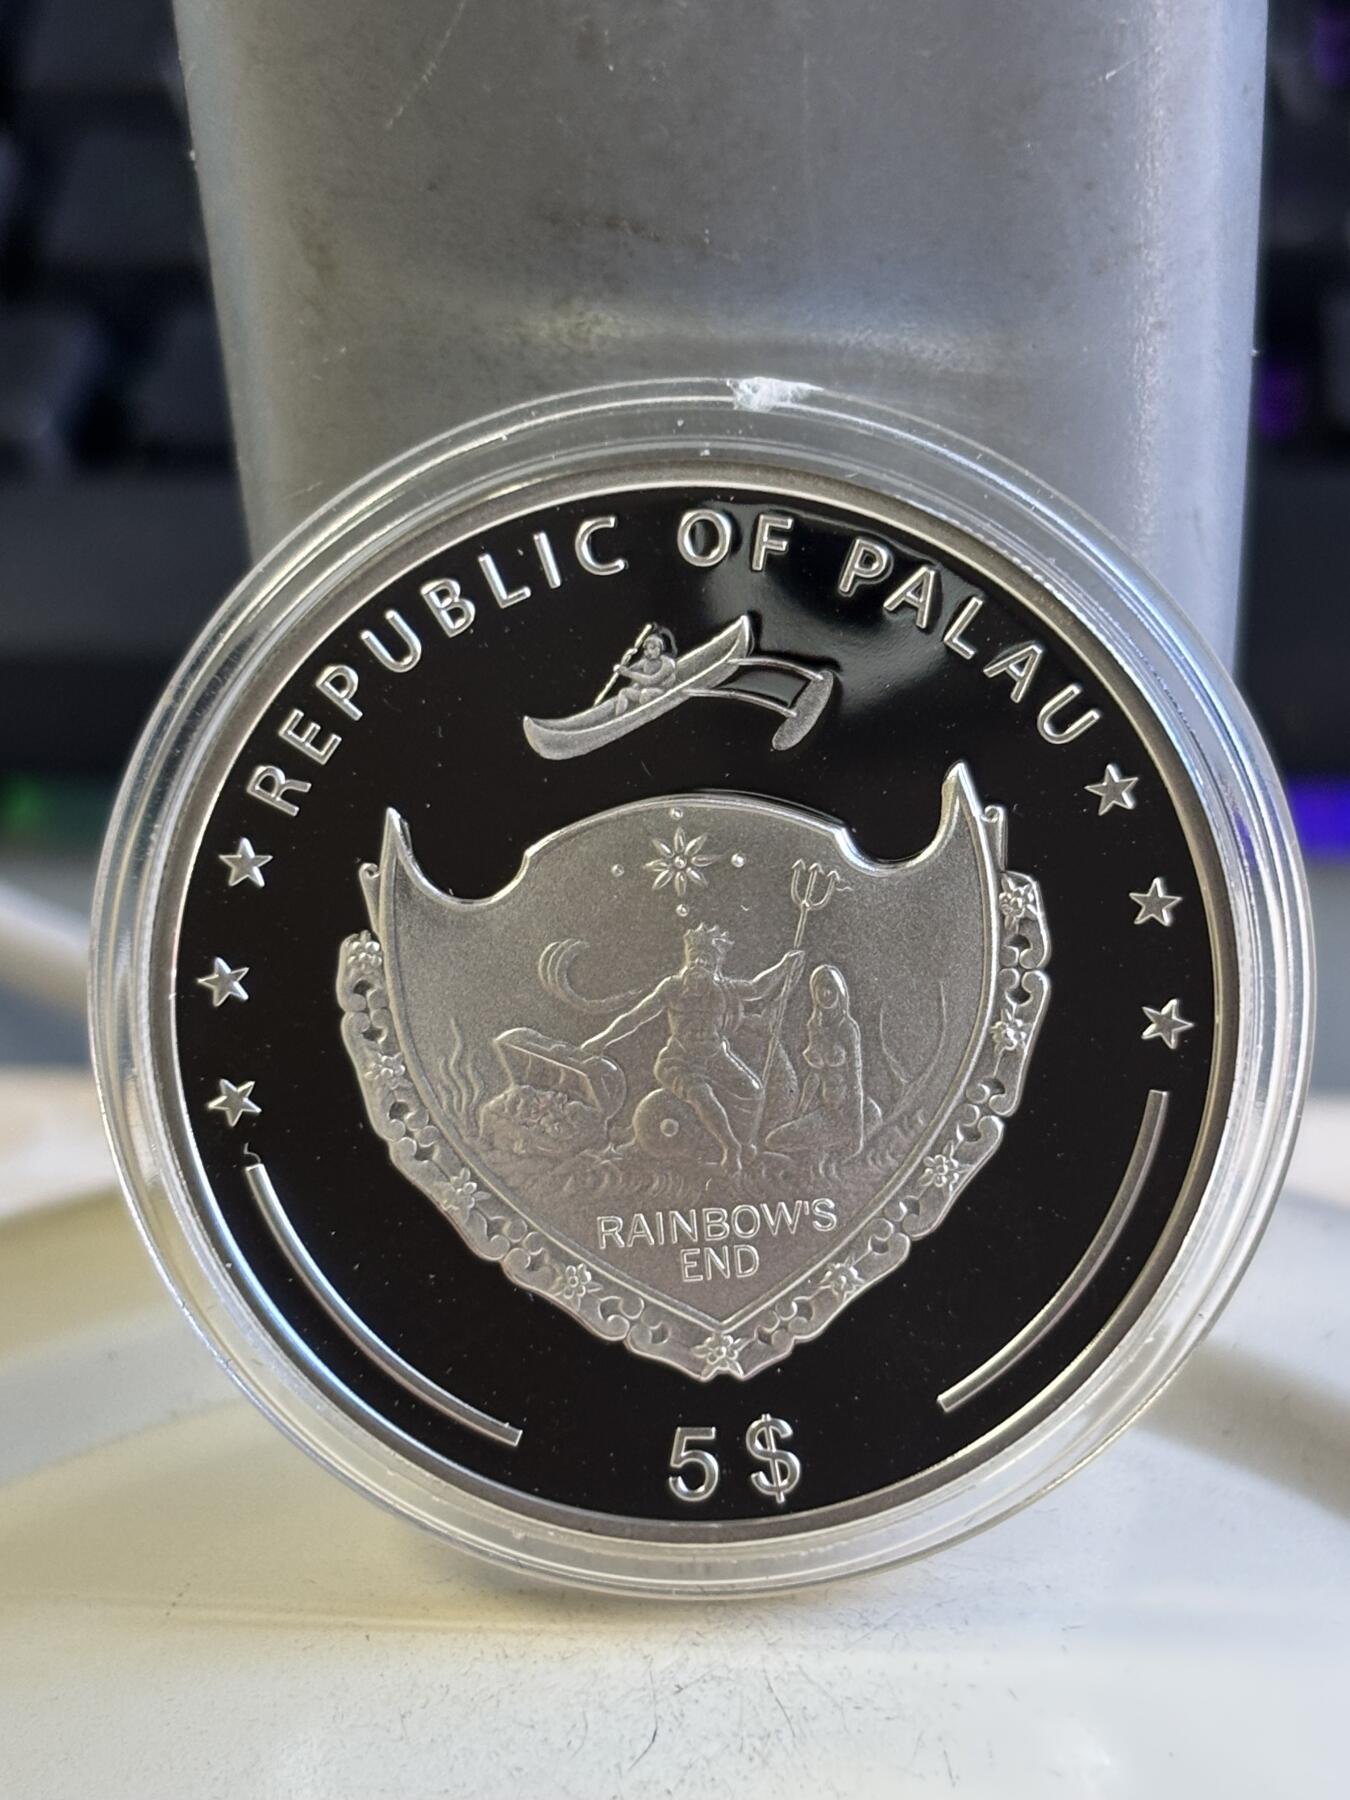 REPUBLIC OF PALAU
RAINBOW'S
END
5 $